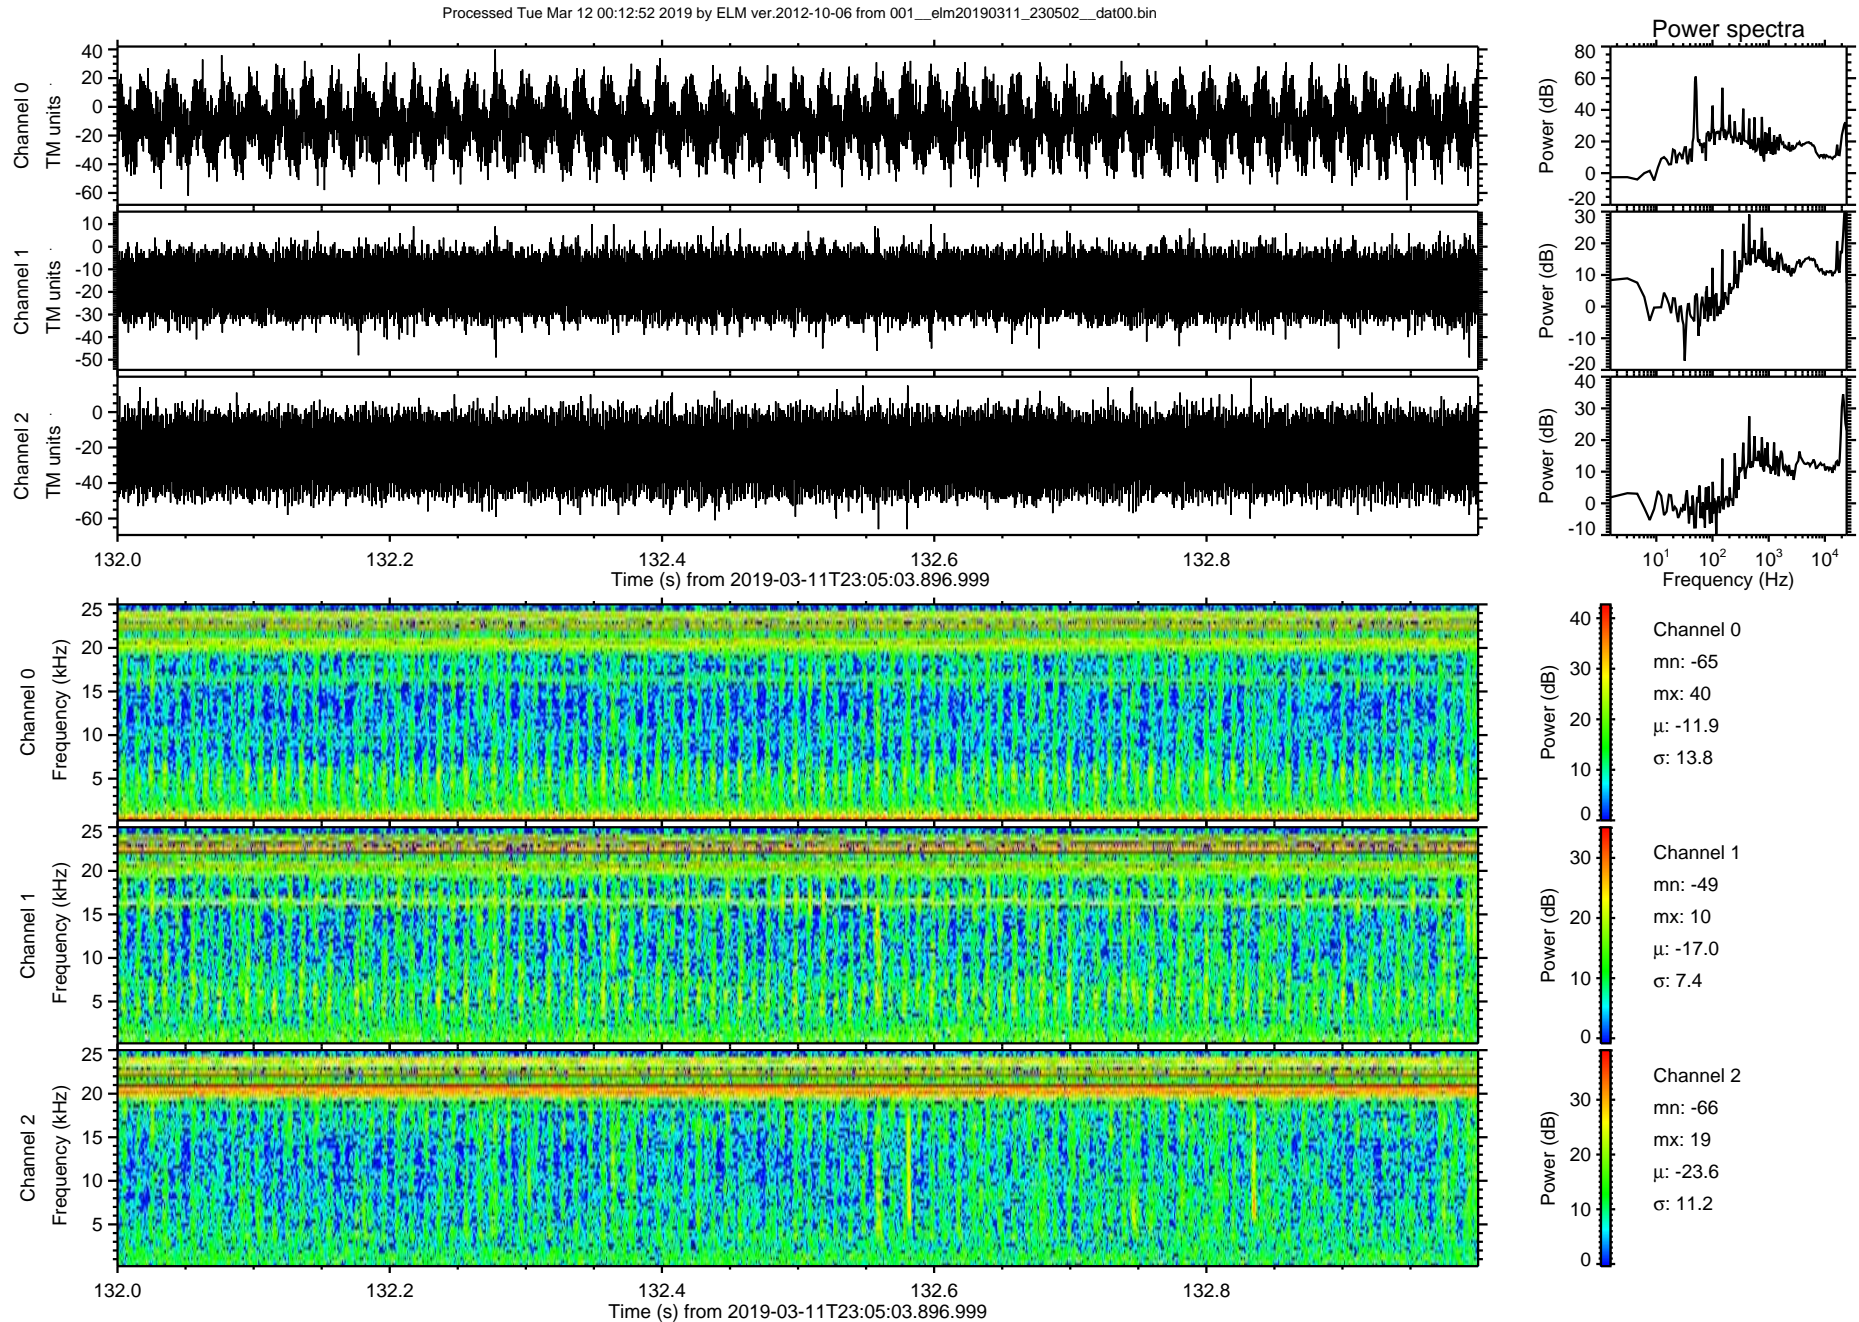 Processed Tue Mar 12 00:12:52 2019 by ELM ver.2012-10-06 from 001__elm20190311_230502__dat00.bin
Power spectra
Channel 0
TM units
40
20
0
-20
-40
-60
Power (dB)
80
60
40
20
0
-20
Channel 1
TM units
10
0
-10
-20
-30
-40
-50
Power (dB)
30
20
10
0
-10
-20
Channel 2
TM units
0
-20
-40
-60
Power (dB)
40
30
20
10
0
-10
132.0 132.2 132.4 132.6 132.8
Time (s) from 2019-03-11T23:05:03.896.999
10¹ 10² 10³ 10⁴
Frequency (Hz)
Channel 0
Frequency (kHz)
25
20
15
10
5
Power (dB)
40
30
20
10
0
Channel 0
mn: -65
mx: 40
μ: -11.9
σ: 13.8
Channel 1
Frequency (kHz)
25
20
15
10
5
Power (dB)
30
20
10
0
Channel 1
mn: -49
mx: 10
μ: -17.0
σ: 7.4
Channel 2
Frequency (kHz)
25
20
15
10
5
Power (dB)
30
20
10
0
Channel 2
mn: -66
mx: 19
μ: -23.6
σ: 11.2
132.0 132.2 132.4 132.6 132.8
Time (s) from 2019-03-11T23:05:03.896.999